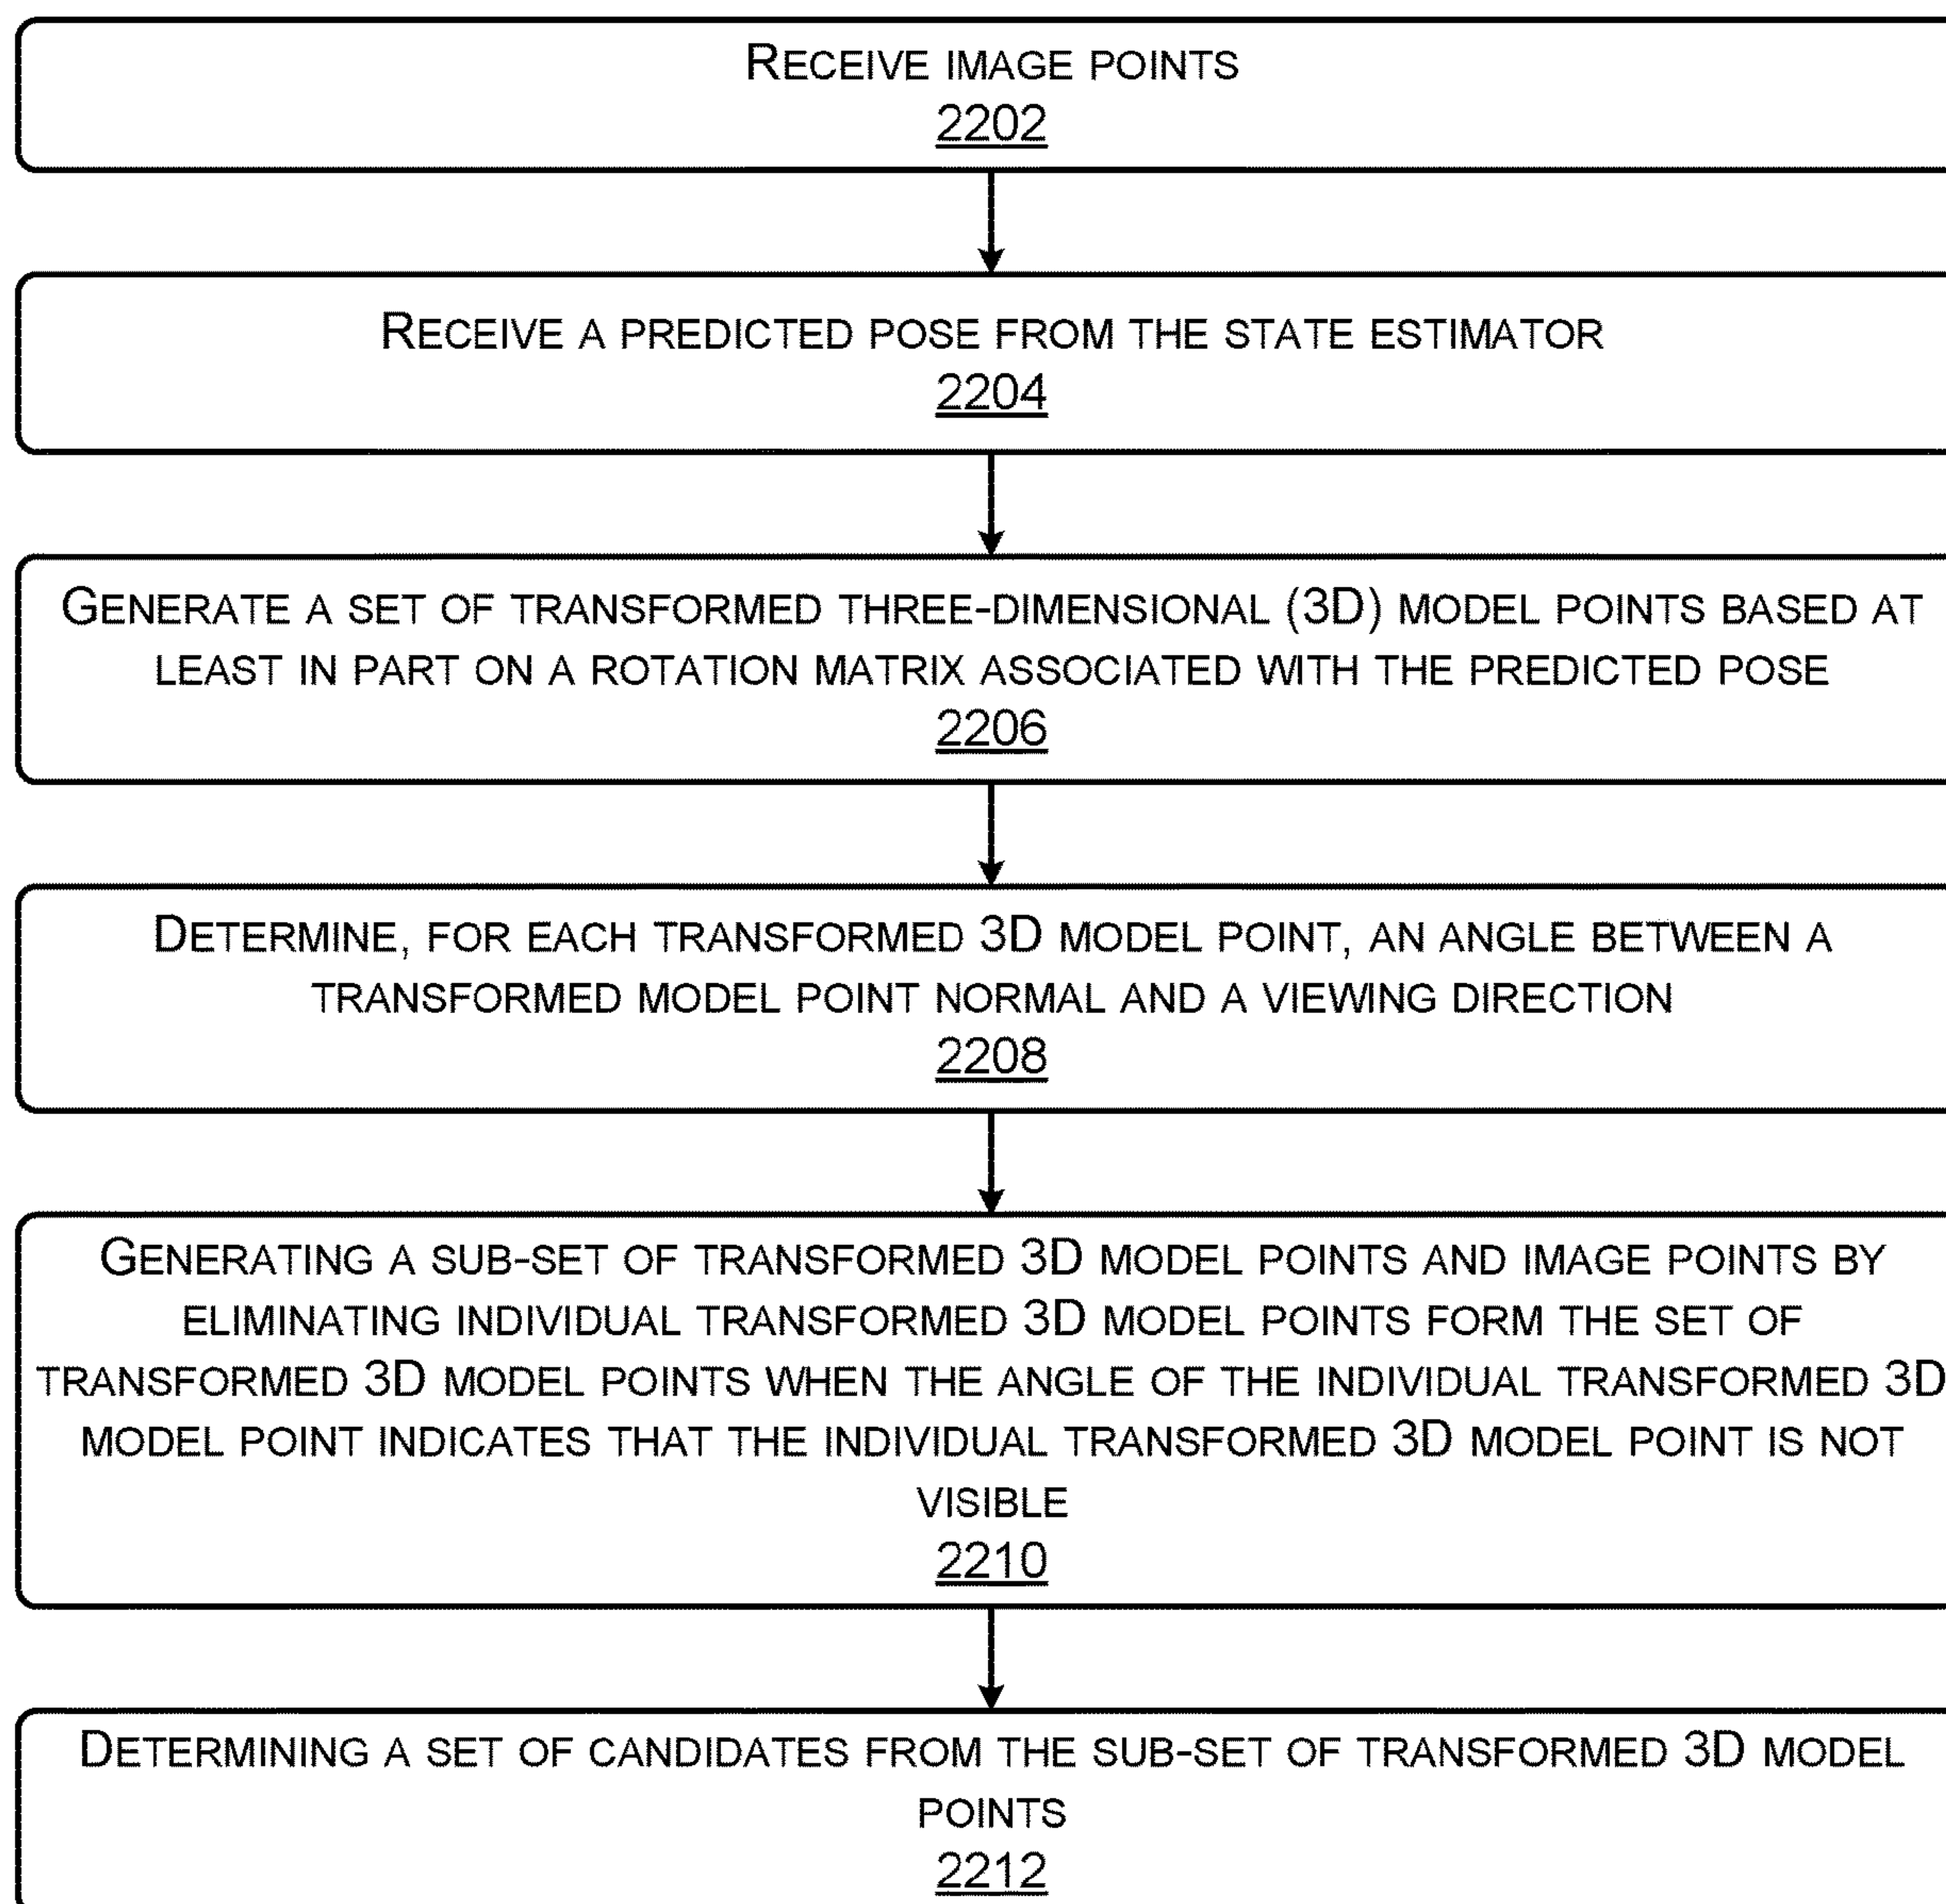 RECEIVE IMAGE POINTS
2202
RECEIVE A PREDICTED POSE FROM THE STATE ESTIMATOR
2204
GENERATE A SET OF TRANSFORMED THREE-DIMENSIONAL (3D) MODEL POINTS BASED AT
LEAST IN PART ON A ROTATION MATRIX ASSOCIATED WITH THE PREDICTED POSE
2206
DETERMINE, FOR EACH TRANSFORMED 3D MODEL POINT, AN ANGLE BETWEEN A
TRANSFORMED MODEL POINT NORMAL AND A VIEWING DIRECTION
2208
GENERATING A SUB-SET OF TRANSFORMED 3D MODEL POINTS AND IMAGE POINTS BY
ELIMINATING INDIVIDUAL TRANSFORMED 3D MODEL POINTS FORM THE SET OF
TRANSFORMED 3D MODEL POINTS WHEN THE ANGLE OF THE INDIVIDUAL TRANSFORMED 3D
MODEL POINT INDICATES THAT THE INDIVIDUAL TRANSFORMED 3D MODEL POINT IS NOT
VISIBLE
2210
DETERMINING A SET OF CANDIDATES FROM THE SUB-SET OF TRANSFORMED 3D MODEL
POINTS
2212